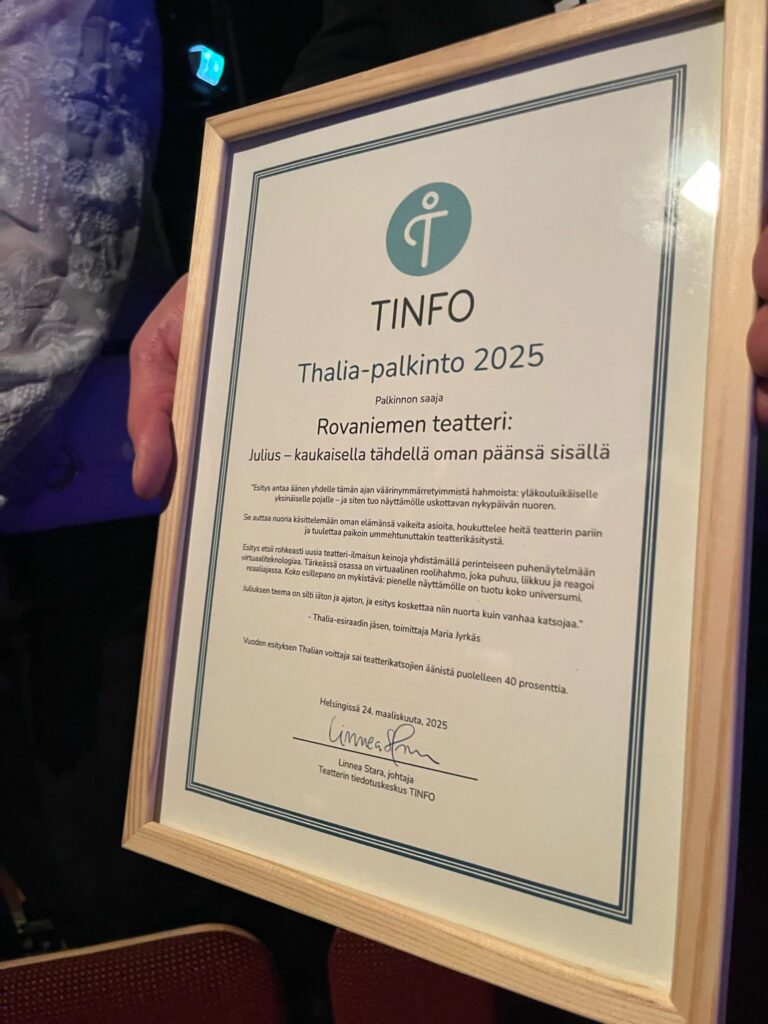 TINFO
Thalia-palkinto 2025
Palkinnon saaja
Rovaniemen teatteri:
Julius – kaukaisella tähdellä oman päänsä sisällä
"Esitys antaa äänen yhdelle tämän ajan väärinymmärretyimmistä hahmoista: yläkouluikäiselle
yksinäiselle pojalle – ja siten tuo näyttämölle uskottavan nykypäivän nuoren.
Se auttaa nuoria käsittelemään oman elämänsä vaikeita asioita, houkuttelee heitä teatterin pariin
ja tuulettaa paikoin ummehtunuttakin teatterikäsitystä.
Esitys etsii rohkeasti uusia teatteri-ilmaisun keinoja yhdistämällä perinteiseen puhenäytelmään
virtuaaliteknologiaa. Tärkeässä osassa on virtuaalinen roolihahmo, joka puhuu, liikkuu ja reagoi
reaaliajassa. Koko esillepano on mykistävä: pienelle näyttämölle on tuotu koko universumi.
Juliuksen teema on silti iätön ja ajaton, ja esitys koskettaa niin nuorta kuin vanhaa katsojaa."
- Thalia-esiraadin jäsen, toimittaja Maria Jyrkäs
Vuoden esityksen Thalian voittaja sai teatterikatsojien äänistä puolelleen 40 prosenttia.
Helsingissä 24. maaliskuuta, 2025
Linnea Stara
Linnea Stara, johtaja
Teatterin tiedotuskeskus TINFO